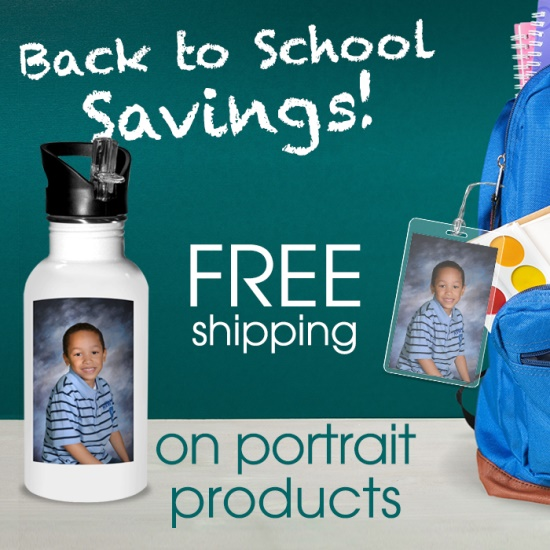 Back to School
Savings!
FREE
shipping
on portrait
products